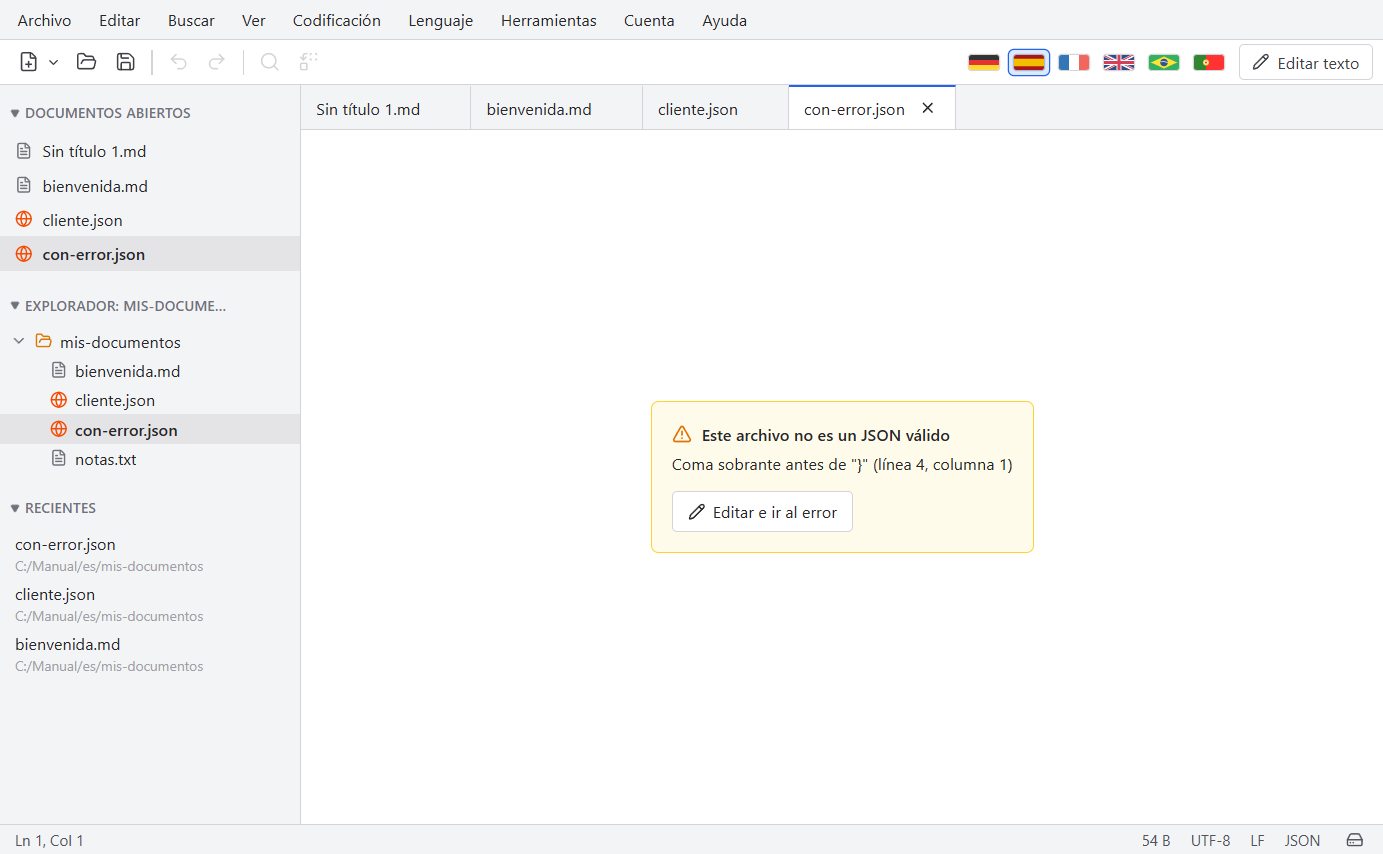 Archivo Editar Buscar Ver Codificación Lenguaje Herramientas Cuenta Ayuda
Editar texto
DOCUMENTOS ABIERTOS
Sin título 1.md
bienvenida.md
cliente.json
con-error.json
EXPLORADOR: MIS-DOCUME...
mis-documentos
bienvenida.md
cliente.json
con-error.json
notas.txt
RECIENTES
con-error.json
C:/Manual/es/mis-documentos
cliente.json
C:/Manual/es/mis-documentos
bienvenida.md
C:/Manual/es/mis-documentos
Sin título 1.md bienvenida.md cliente.json con-error.json
Este archivo no es un JSON válido
Coma sobrante antes de "}" (línea 4, columna 1)
Editar e ir al error
Ln 1, Col 1
54 B UTF-8 LF JSON